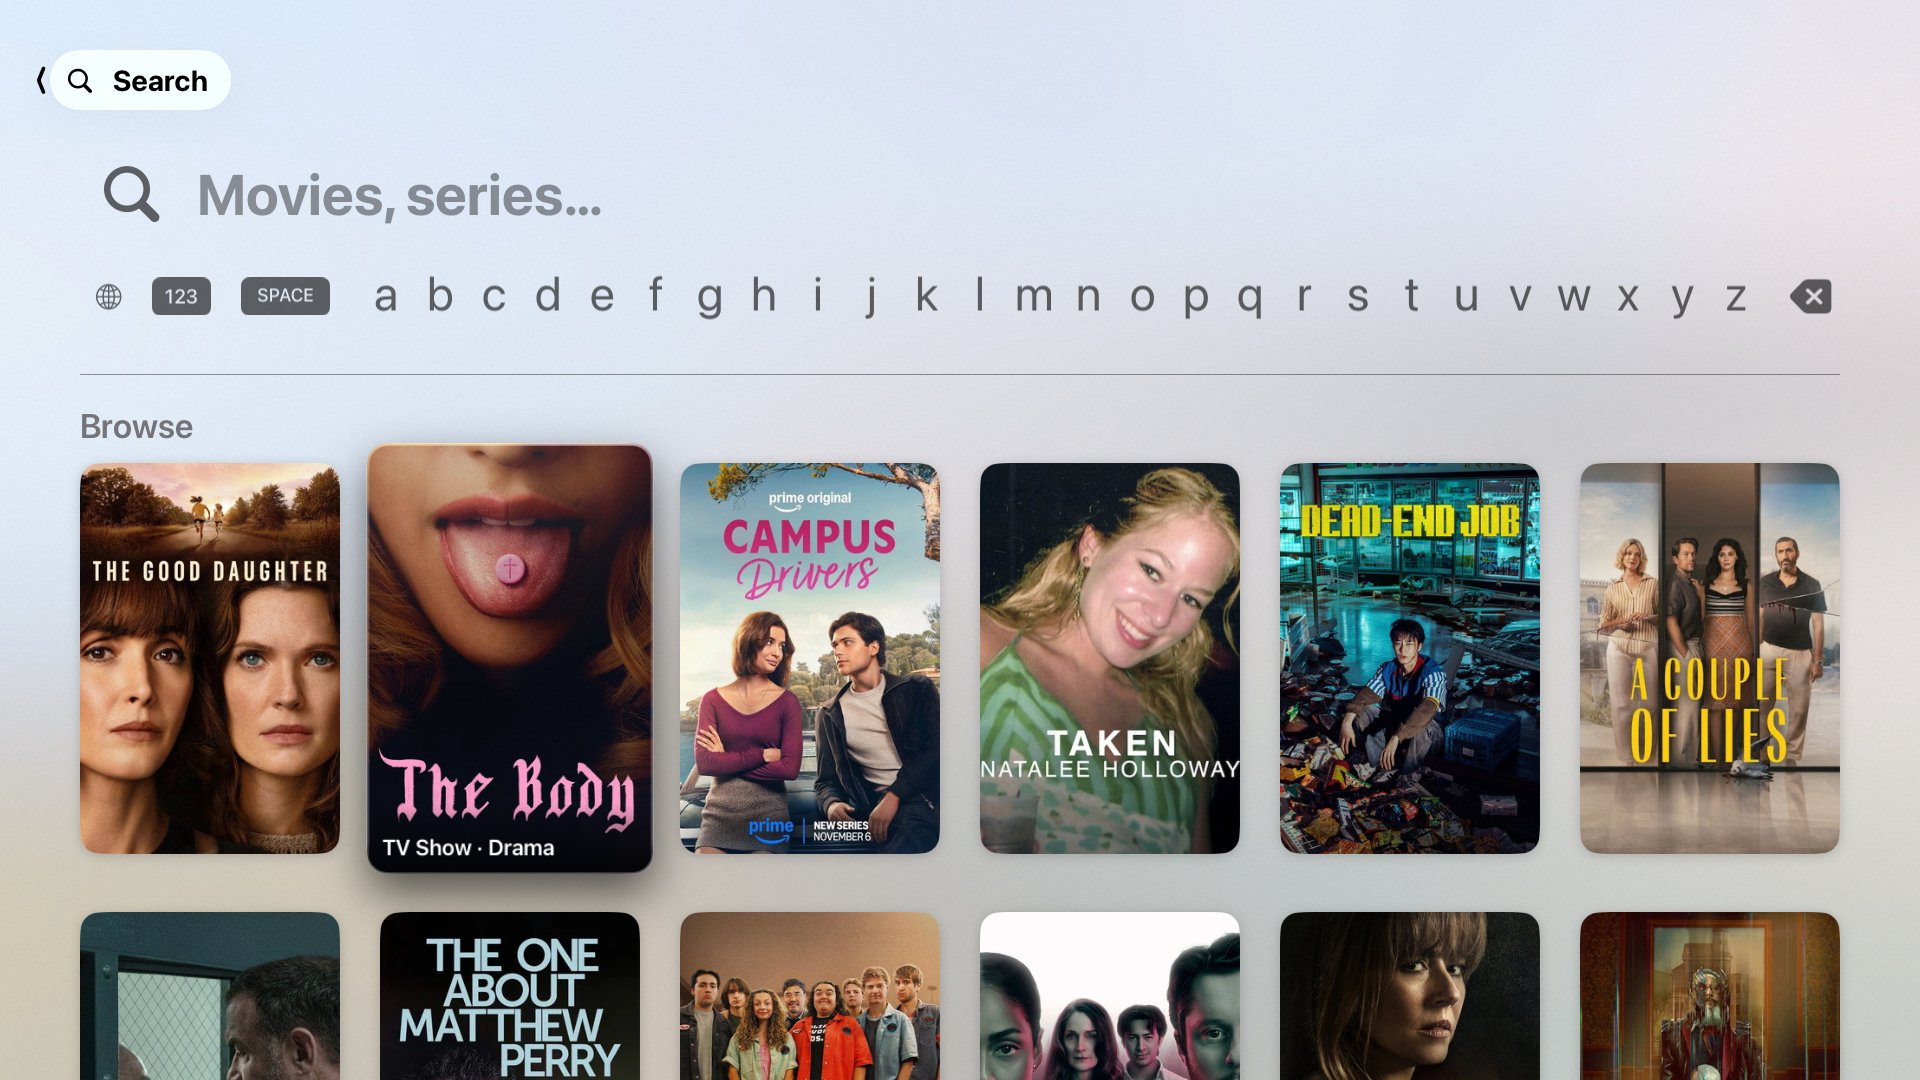 Search
Movies, series...
123
SPACE
a b c d e f g h i j k l m n o p q r s t u v w x y z
Browse
THE GOOD DAUGHTER
The Body
TV Show · Drama
prime original
CAMPUS
Drivers
prime
NEW SERIES
NOVEMBER 6
TAKEN
NATALEE HOLLOWAY
DEAD-END JOB
A COUPLE
OF LIES
THE ONE
ABOUT
MATTHEW
PERRY